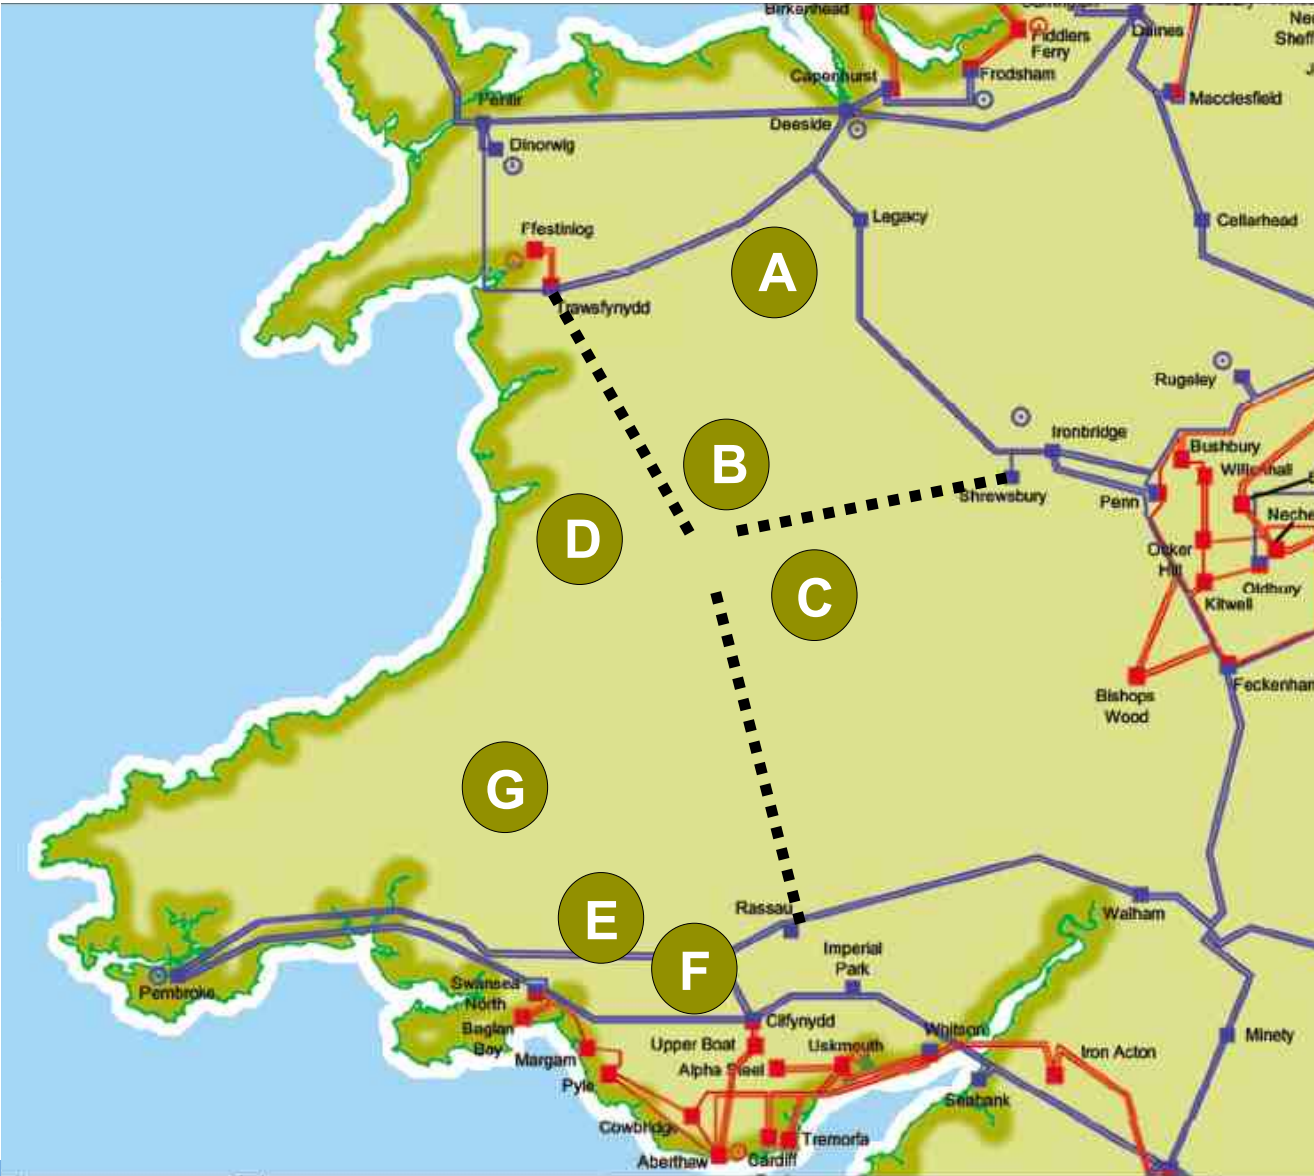 Birkenhead
Fiddlers
Ferry
Daines
Capenhurst
Frodsham
Macclesfield
Pentir
Deeside
Dinorwig
Legacy
Cellarhead
Ffestiniog
A
Trawsfynydd
Rugeley
Ironbridge
Bushbury
Willenhall
B
Shrewsbury
Penn
D
Ocker
Hill
C
Oldbury
Kitwell
Feckenham
Bishops
Wood
G
E
Rassau
Walham
F
Imperial
Park
Pembroke
Swansea
North
Baglan
Bay
Cilfynydd
Whitson
Minety
Margam
Upper Boat
Uskmouth
Iron Acton
Alpha Steel
Pyle
Seabank
Cowbridge
Tremorfa
Aberthaw
Cardiff